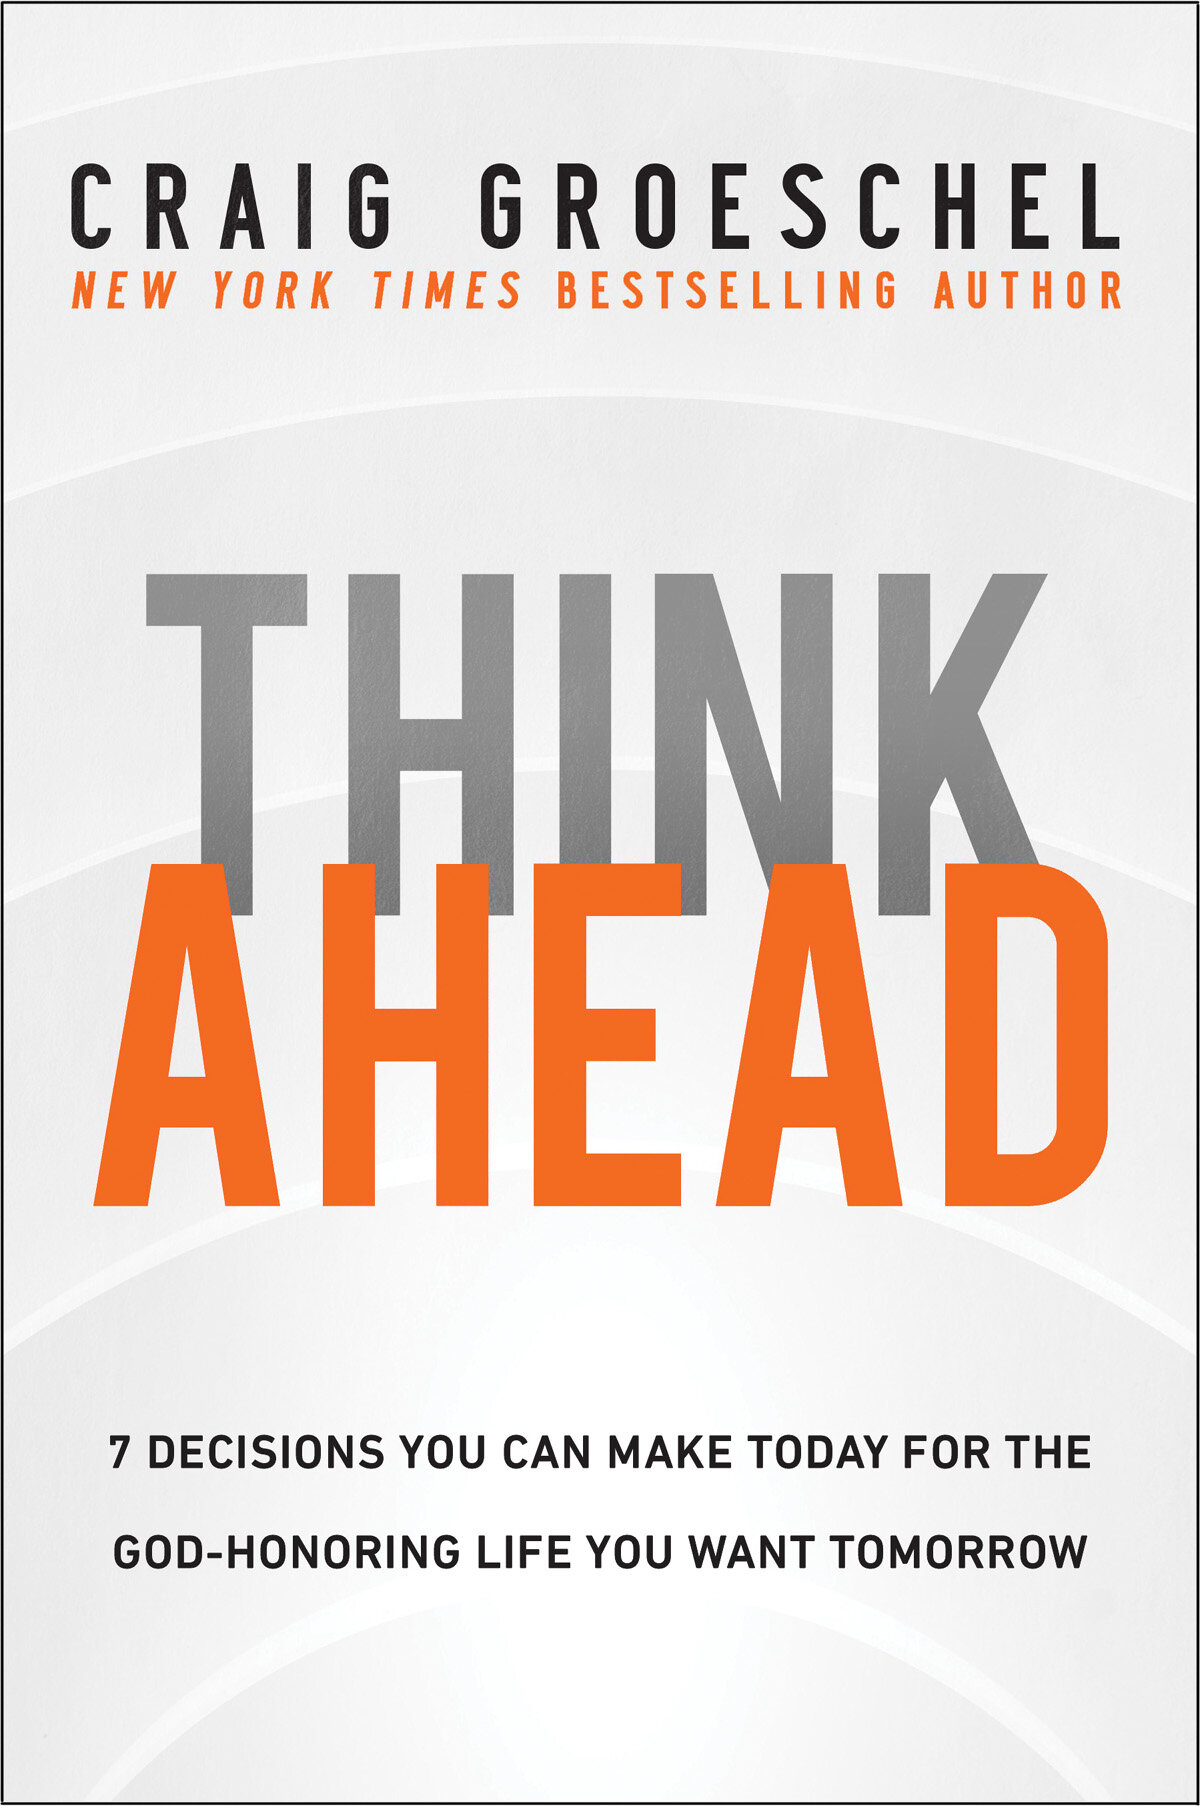 CRAIG GROESCHEL
NEW YORK TIMES BESTSELLING AUTHOR
THINK
AHEAD
7 DECISIONS YOU CAN MAKE TODAY FOR THE
GOD-HONORING LIFE YOU WANT TOMORROW